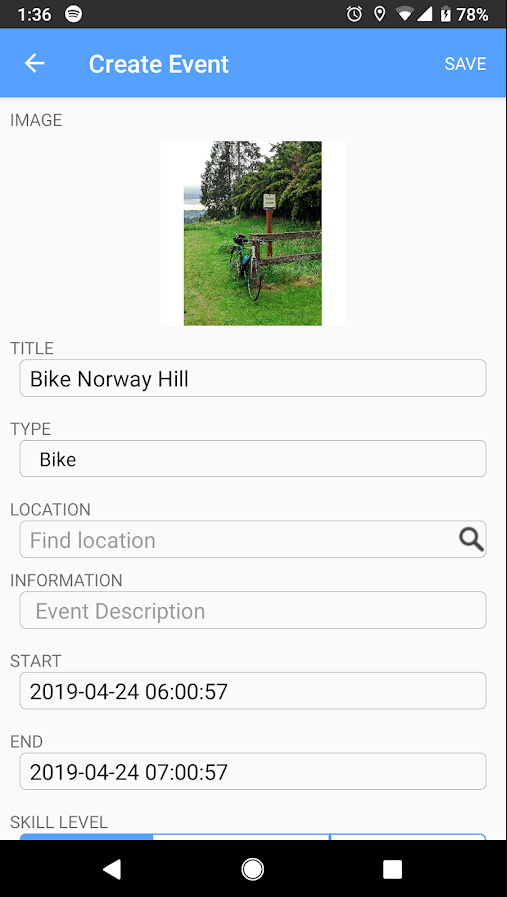 1:36 78%
Create Event SAVE
IMAGE
TITLE
Bike Norway Hill
TYPE
Bike
LOCATION
Find location
INFORMATION
Event Description
START
2019-04-24 06:00:57
END
2019-04-24 07:00:57
SKILL LEVEL